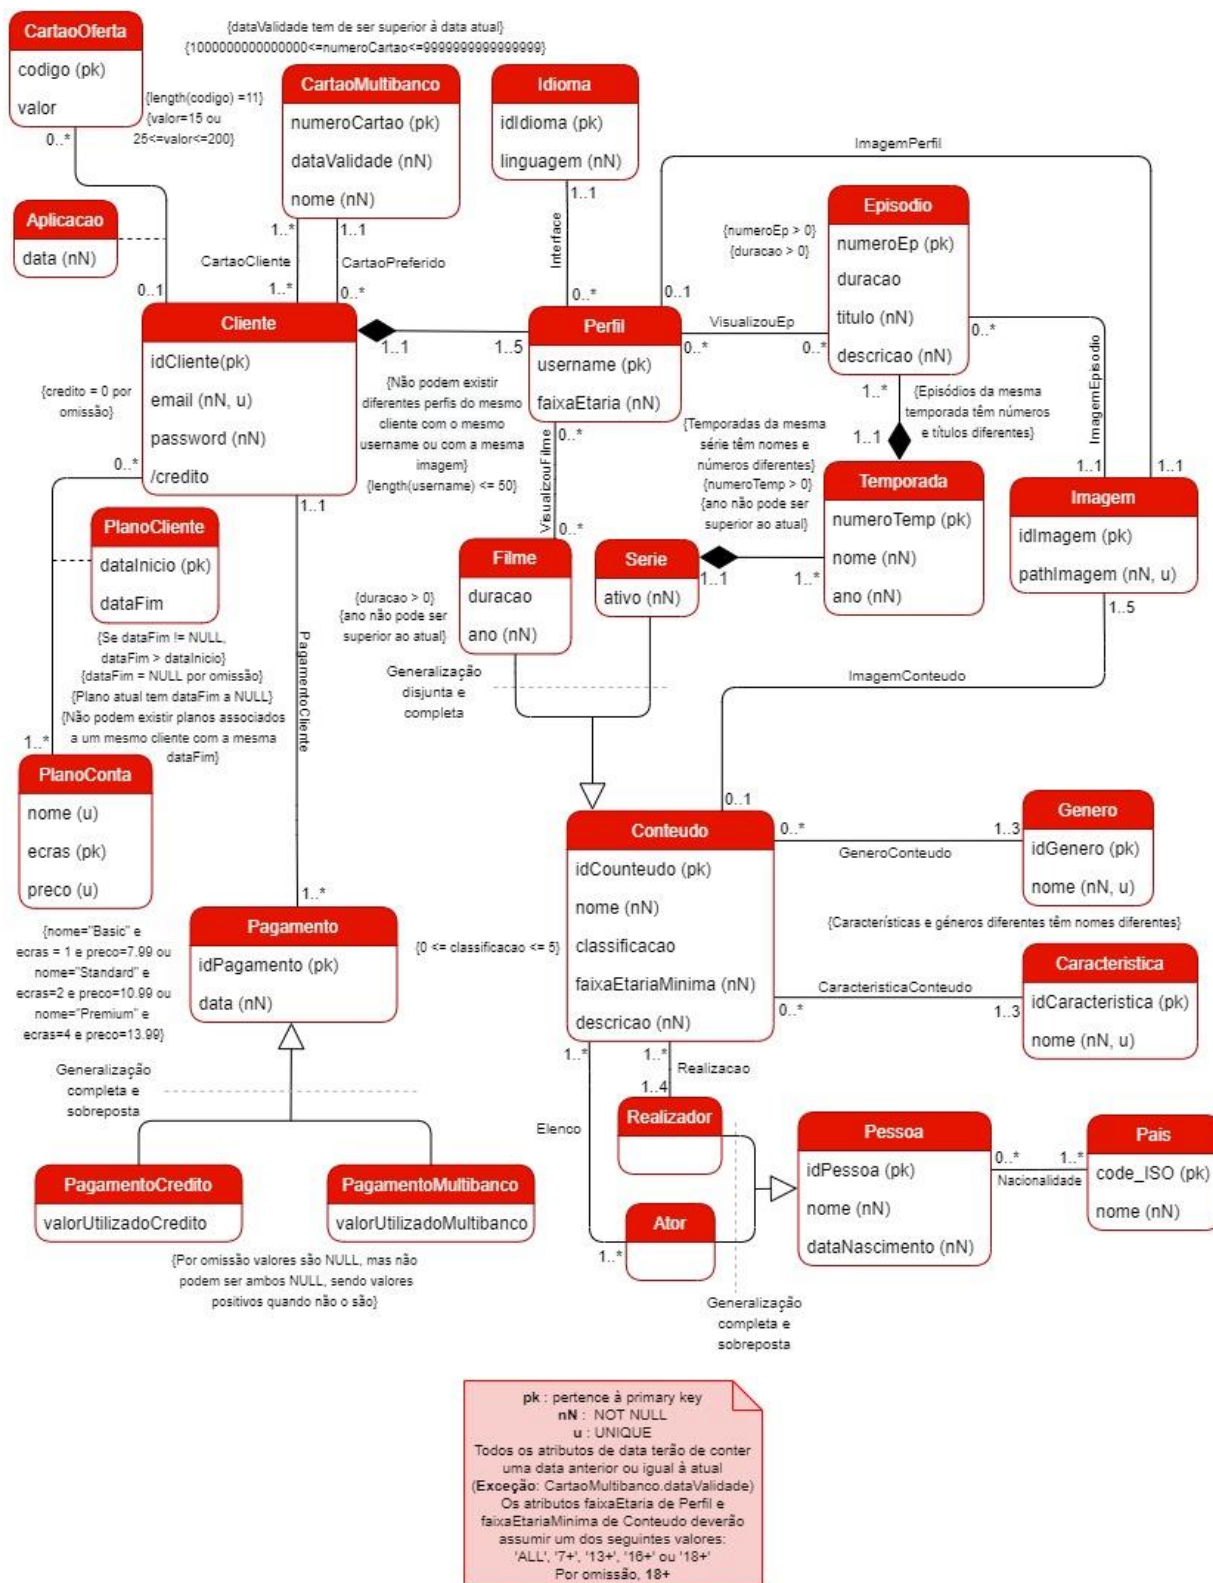 CartaoOferta
codigo (pk)
valor
{length(codigo) =11}
{valor=15 ou
25<=valor<=200}
0..*
{dataValidade tem de ser superior à data atual}
{1000000000000000<=numeroCartao<=9999999999999999}
CartaoMultibanco
numeroCartao (pk)
dataValidade (nN)
nome (nN)
Idioma
idIdioma (pk)
linguagem (nN)
1..1
Interface
0..*
ImagemPerfil
Aplicacao
data (nN)
0..1
1..*
1..1
CartaoCliente
CartaoPreferido
1..*
0..*
Episodio
numeroEp (pk)
duracao
titulo (nN)
descricao (nN)
{numeroEp > 0}
{duracao > 0}
0..1
Cliente
idCliente(pk)
email (nN, u)
password (nN)
/credito
{credito = 0 por
omissão}
0..*
1..1
1..5
Perfil
username (pk)
faixaEtaria (nN)
VisualizouEp
0..*
0..*
0..*
{Não podem existir
diferentes perfis do mesmo
cliente com o mesmo
username ou com a mesma
imagem}
{length(username) <= 50}
0..*
VisualizouFilme
0..*
{Temporadas da mesma
série têm nomes e
números diferentes}
{numeroTemp > 0}
{ano não pode ser
superior ao atual}
1..*
{Episódios da mesma
temporada têm números
e títulos diferentes}
1..1
ImagemEpisodio
1..1
1..1
Temporada
numeroTemp (pk)
nome (nN)
ano (nN)
Imagem
idImagem (pk)
pathImagem (nN, u)
1..5
1..1
PlanoCliente
dataInicio (pk)
dataFim
{Se dataFim != NULL,
dataFim > dataInicio}
{dataFim = NULL por omissão}
{Plano atual tem dataFim a NULL}
{Não podem existir planos associados
a um mesmo cliente com a mesma
dataFim}
PagamentoCliente
Filme
duracao
ano (nN)
{duracao > 0}
{ano não pode ser
superior ao atual}
Serie
ativo (nN)
1..1
1..*
Generalização
disjunta e
completa
ImagemConteudo
1..*
PlanoConta
nome (u)
ecras (pk)
preco (u)
{nome="Basic" e
ecras = 1 e preco=7.99 ou
nome="Standard" e
ecras=2 e preco=10.99 ou
nome="Premium" e
ecras=4 e preco=13.99}
0..1
Conteudo
idCounteudo (pk)
nome (nN)
classificacao
faixaEtariaMinima (nN)
descricao (nN)
{0 <= classificacao <= 5}
0..*
1..3
GeneroConteudo
Genero
idGenero (pk)
nome (nN, u)
{Características e géneros diferentes têm nomes diferentes}
CaracteristicaConteudo
0..*
1..3
Caracteristica
idCaracteristica (pk)
nome (nN, u)
1..*
Pagamento
idPagamento (pk)
data (nN)
Generalização
completa e
sobreposta
PagamentoCredito
valorUtilizadoCredito
PagamentoMultibanco
valorUtilizadoMultibanco
{Por omissão valores são NULL, mas não
podem ser ambos NULL, sendo valores
positivos quando não o são}
1..*
1..*
Realizacao
1..4
Elenco
Realizador
Ator
1..*
Pessoa
idPessoa (pk)
nome (nN)
dataNascimento (nN)
0..*
1..*
Nacionalidade
Pais
code_ISO (pk)
nome (nN)
Generalização
completa e
sobreposta
pk : pertence à primary key
nN : NOT NULL
u : UNIQUE
Todos os atributos de data terão de conter
uma data anterior ou igual à atual
(Exceção: CartaoMultibanco.dataValidade)
Os atributos faixaEtaria de Perfil e
faixaEtariaMinima de Conteudo deverão
assumir um dos seguintes valores:
'ALL', '7+', '13+', '16+' ou '18+'
Por omissão, 18+